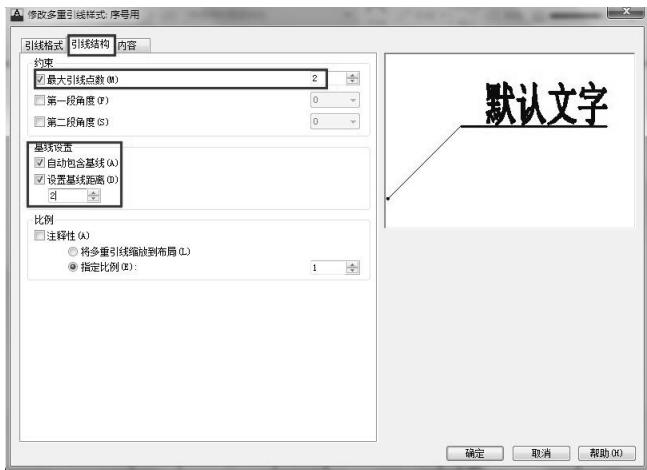 修改多重引线样式: 序号用
引线格式 引线结构 内容
约束
最大引线点数(M) 2
第一段角度(F) 0
第二段角度(S) 0
基线设置
自动包含基线(A)
设置基线距离(D)
2
比例
注释性(A)
将多重引线缩放到布局(L)
指定比例(E): 1
默认文字
确定 取消 帮助(H)